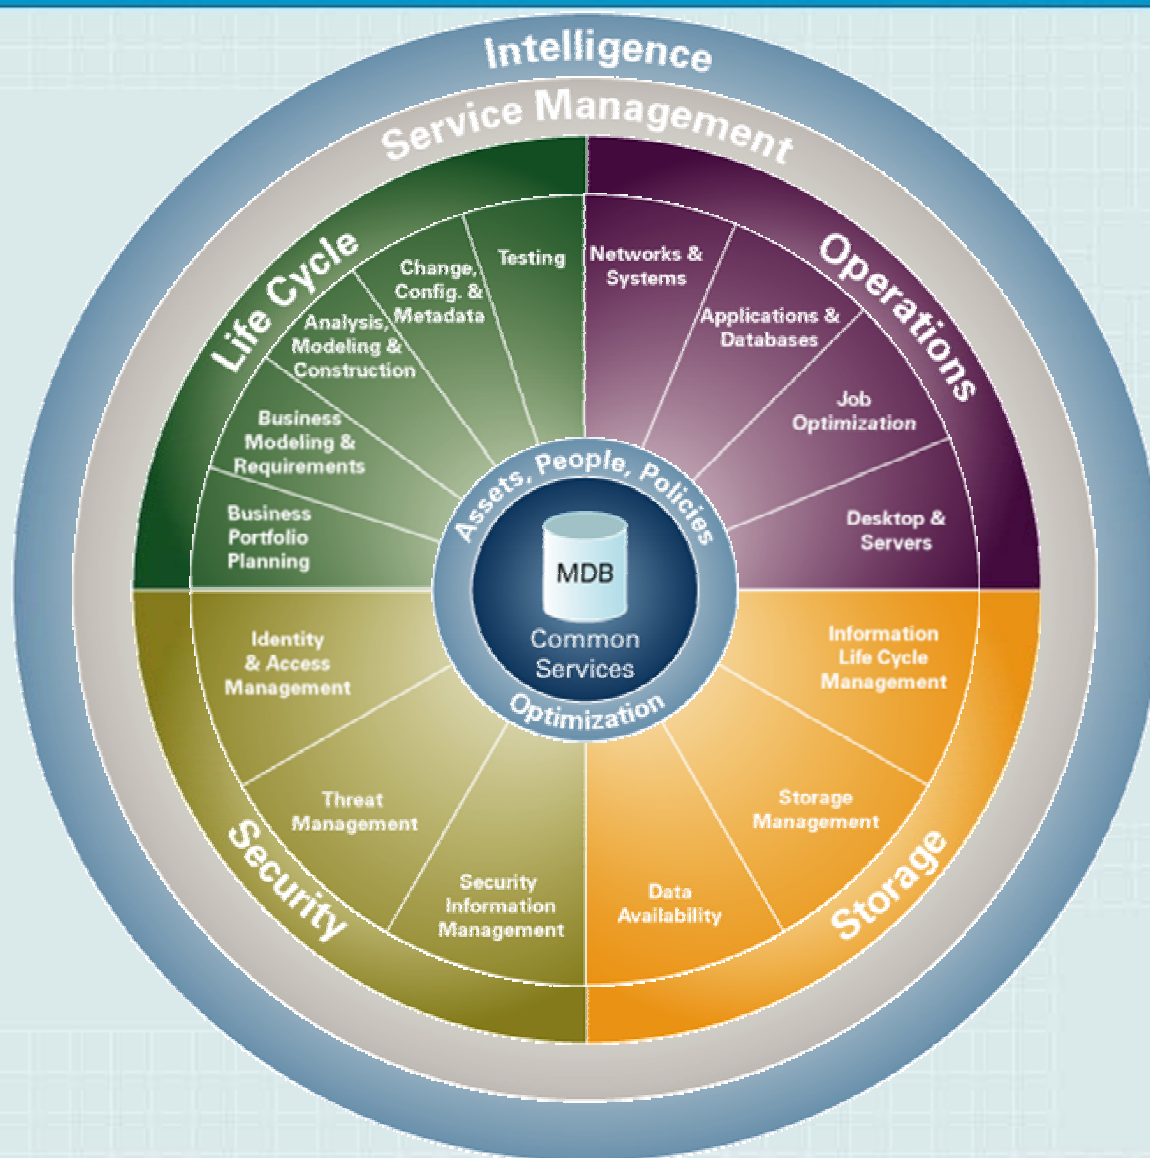 Intelligence
Service Management
Life Cycle
Operations
Testing
Change,
Config. &
Metadata
Analysis,
Modeling &
Construction
Business
Modeling &
Requirements
Business
Portfolio
Planning
Networks &
Systems
Applications &
Databases
Job
Optimization
Desktop &
Servers
Assets, People, Policies
MDB
Common
Services
Optimization
Identity
& Access
Management
Threat
Management
Security
Information
Management
Security
Information
Life Cycle
Management
Storage
Management
Data
Availability
Storage